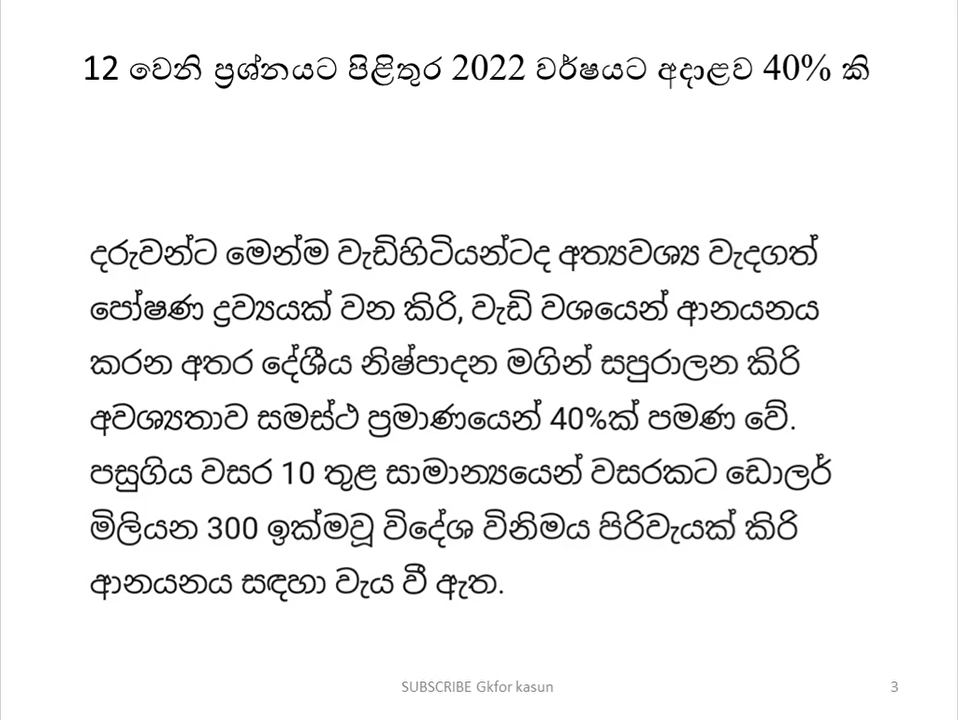 12 වෙනි ප්‍රශ්නයට පිළිතුර 2022 වර්ෂයට අදාළව 40% කි
දරුවන්ට මෙන්ම වැඩිහිටියන්ටද අත්‍යවශ්‍ය වැදගත්
පෝෂණ ද්‍රව්‍යයක් වන කිරි, වැඩි වශයෙන් ආනයනය
කරන අතර දේශීය නිෂ්පාදන මගින් සපුරාලන කිරි
අවශ්‍යතාව සමස්ථ ප්‍රමාණයෙන් 40%ක් පමණ වේ.
පසුගිය වසර 10 තුළ සාමාන්‍යයෙන් වසරකට ඩොලර්
මිලියන 300 ඉක්මවූ විදේශ විනිමය පිරිවැයක් කිරි
ආනයනය සඳහා වැය වී ඇත.
SUBSCRIBE Gkfor kasun
3